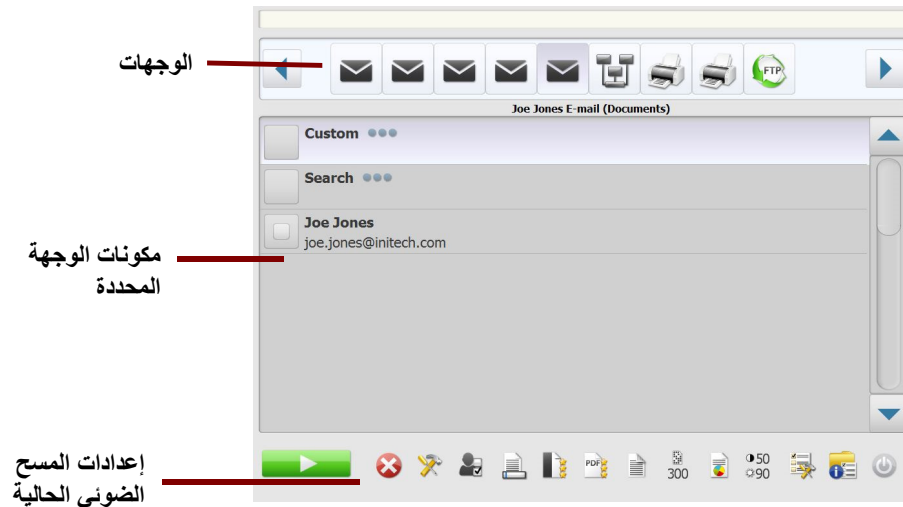 الوجهات
FTP
Joe Jones E-mail (Documents)
Custom
Search
Joe Jones
joe.jones@initech.com
مكونات الوجهة
المحددة
إعدادات المسح
الضوئي الحالية
PDF
300
50
90